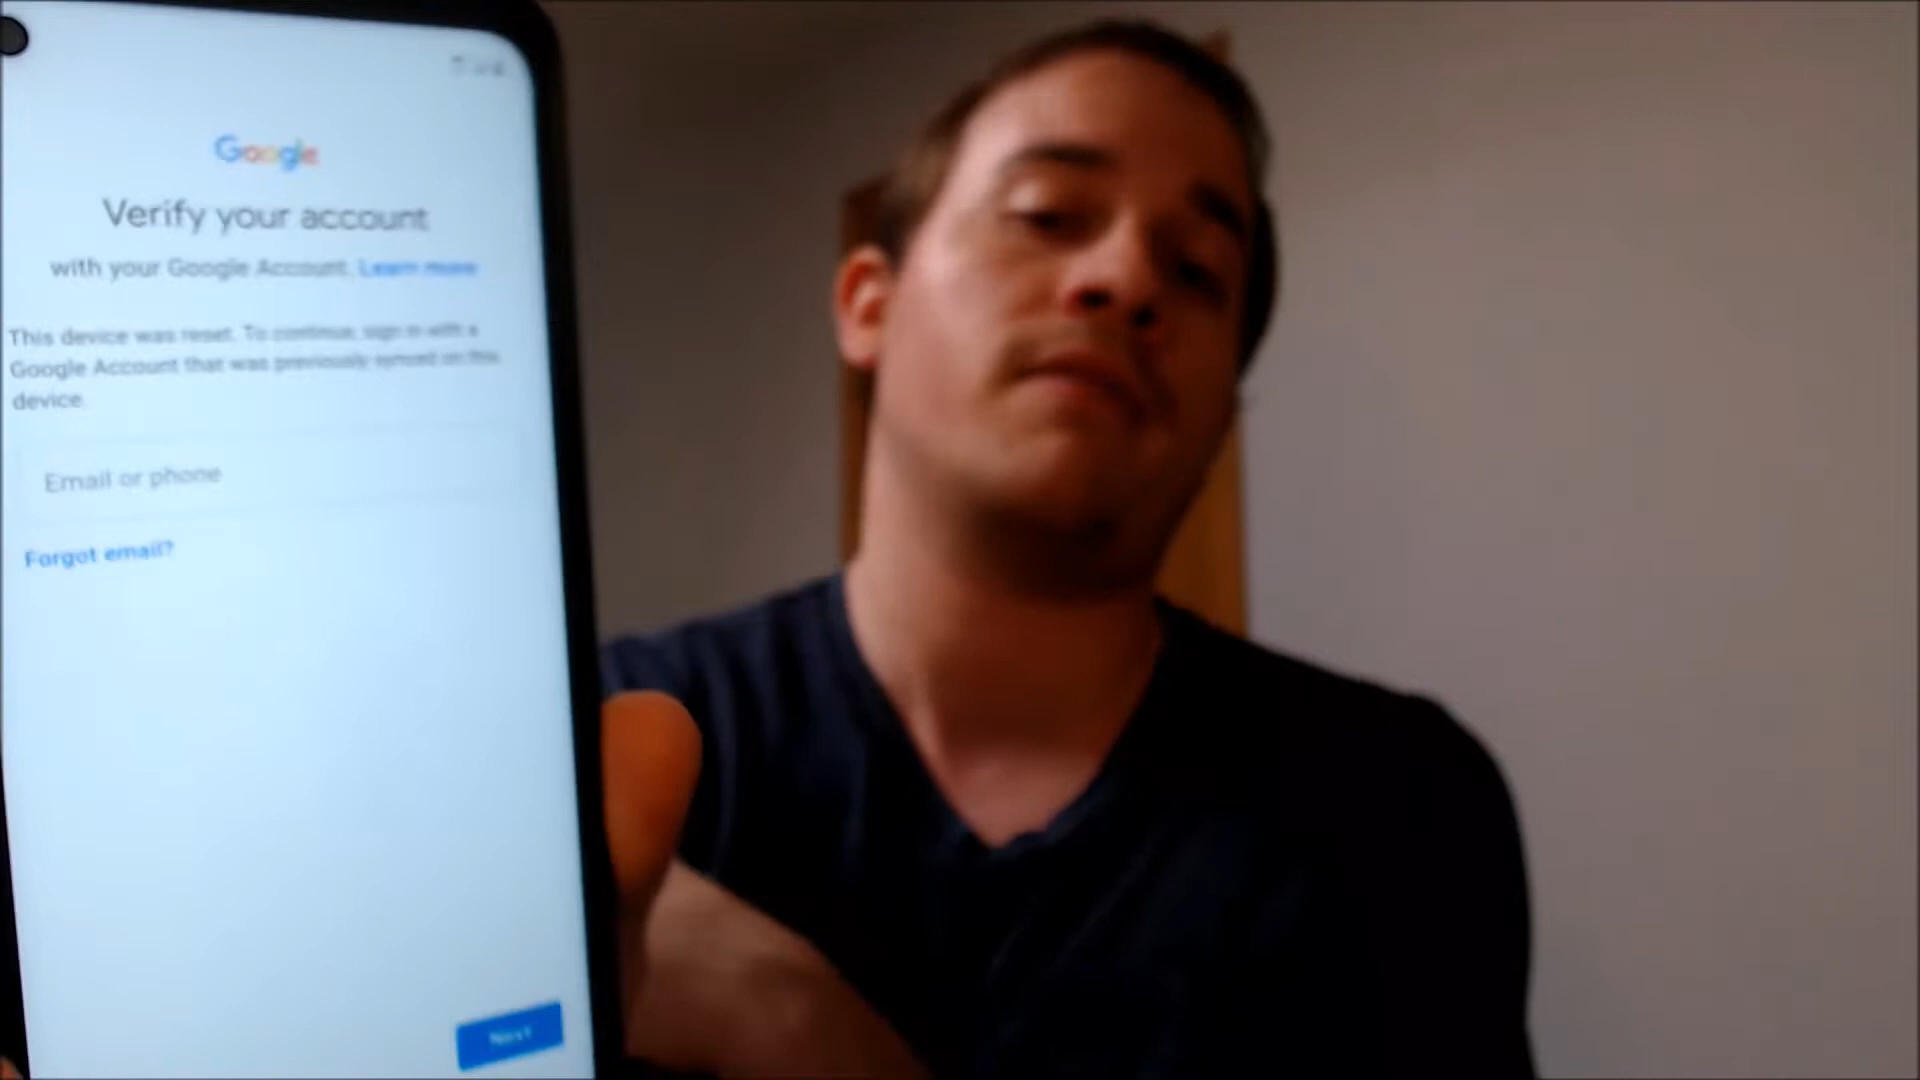 Google
Verify your account
with your Google Account. Learn more
This device was reset. To continue, sign in with a
Google Account that was previously synced on this
device.
Email or phone
Forgot email?
Next